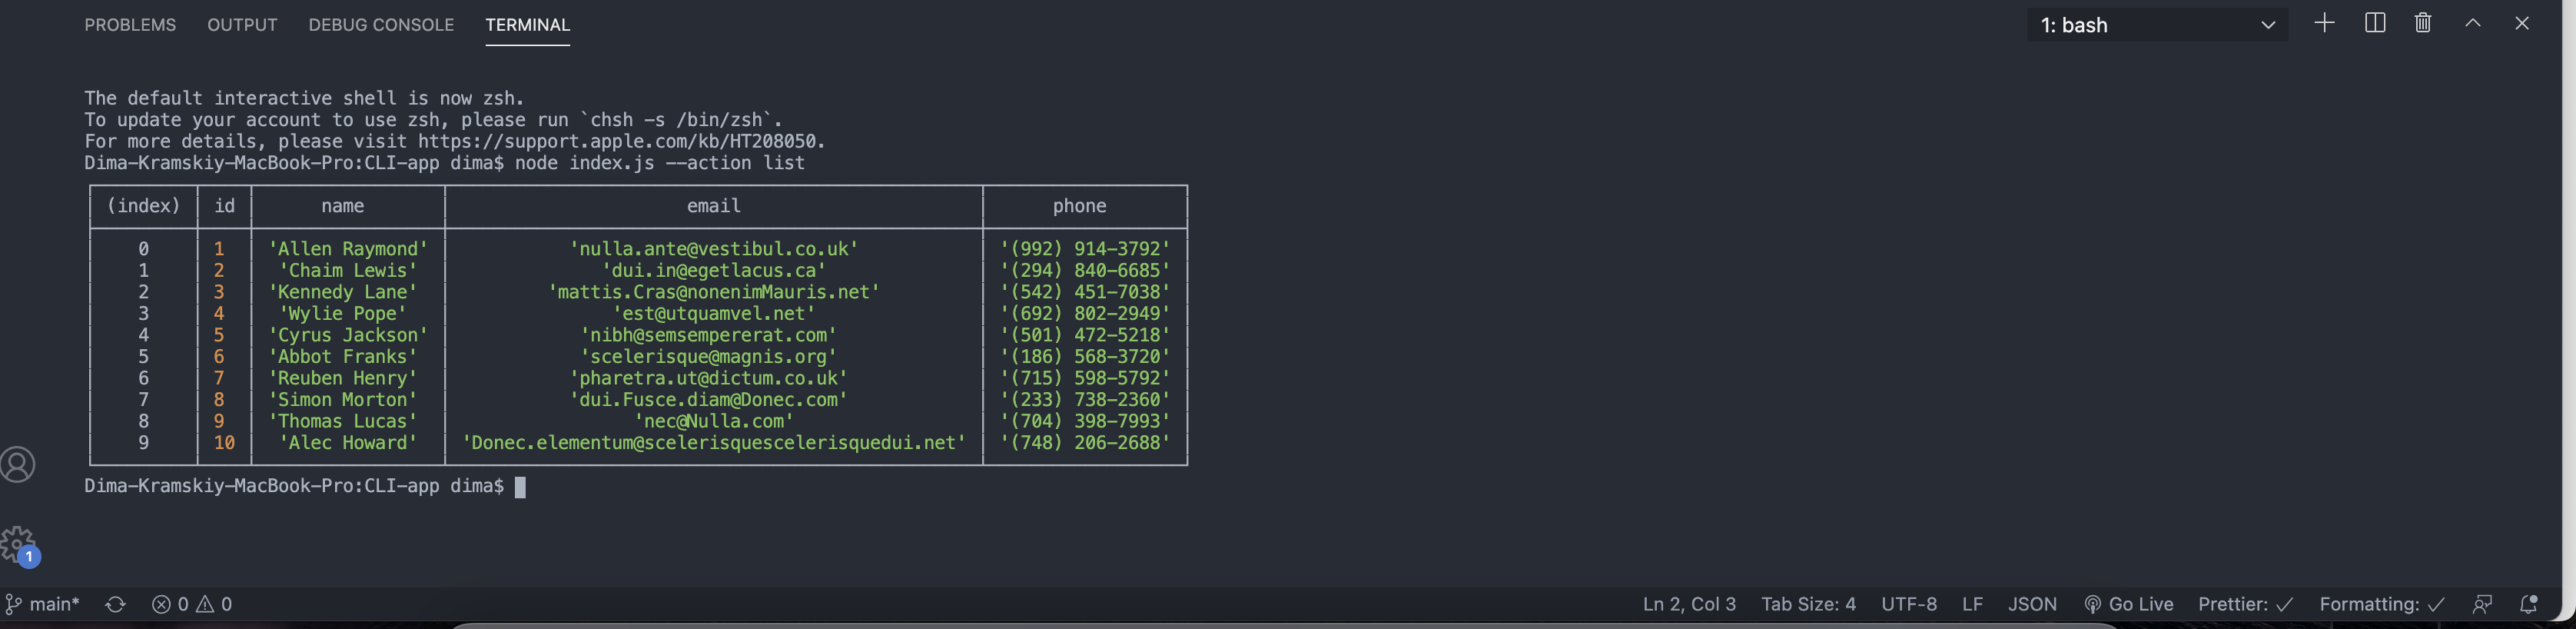 PROBLEMS OUTPUT DEBUG CONSOLE TERMINAL 1: bash
The default interactive shell is now zsh.
To update your account to use zsh, please run `chsh -s /bin/zsh`.
For more details, please visit https://support.apple.com/kb/HT208050.
Dima-Kramskiy-MacBook-Pro:CLI-app dima$ node index.js --action list
(index) id name email phone
0 1 'Allen Raymond' 'nulla.ante@vestibul.co.uk' '(992) 914-3792'
1 2 'Chaim Lewis' 'dui.in@egetlacus.ca' '(294) 840-6685'
2 3 'Kennedy Lane' 'mattis.Cras@nonenimMauris.net' '(542) 451-7038'
3 4 'Wylie Pope' 'est@utquamvel.net' '(692) 802-2949'
4 5 'Cyrus Jackson' 'nibh@semsempererat.com' '(501) 472-5218'
5 6 'Abbot Franks' 'scelerisque@magnis.org' '(186) 568-3720'
6 7 'Reuben Henry' 'pharetra.ut@dictum.co.uk' '(715) 598-5792'
7 8 'Simon Morton' 'dui.Fusce.diam@Donec.com' '(233) 738-2360'
8 9 'Thomas Lucas' 'nec@Nulla.com' '(704) 398-7993'
9 10 'Alec Howard' 'Donec.elementum@scelerisquescelerisquedui.net' '(748) 206-2688'
Dima-Kramskiy-MacBook-Pro:CLI-app dima$
1
main* 0 0 Ln 2, Col 3 Tab Size: 4 UTF-8 LF JSON Go Live Prettier: ✓ Formatting: ✓